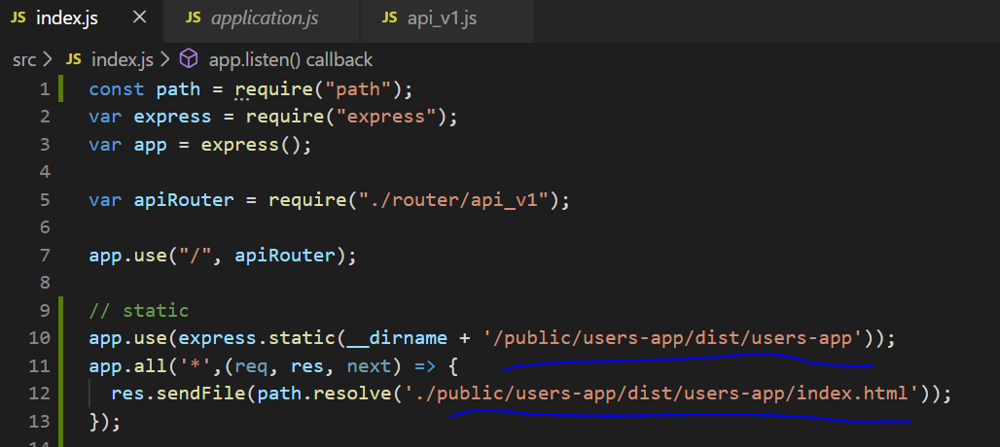 JS index.js × JS application.js JS api_v1.js
src > JS index.js > app.listen() callback
1 const path = require("path");
2 var express = require("express");
3 var app = express();
4
5 var apiRouter = require("./router/api_v1");
6
7 app.use("/", apiRouter);
8
9 // static
10 app.use(express.static(__dirname + '/public/users-app/dist/users-app'));
11 app.all('*',(req, res, next) => {
12 res.sendFile(path.resolve('./public/users-app/dist/users-app/index.html'));
13 });
14